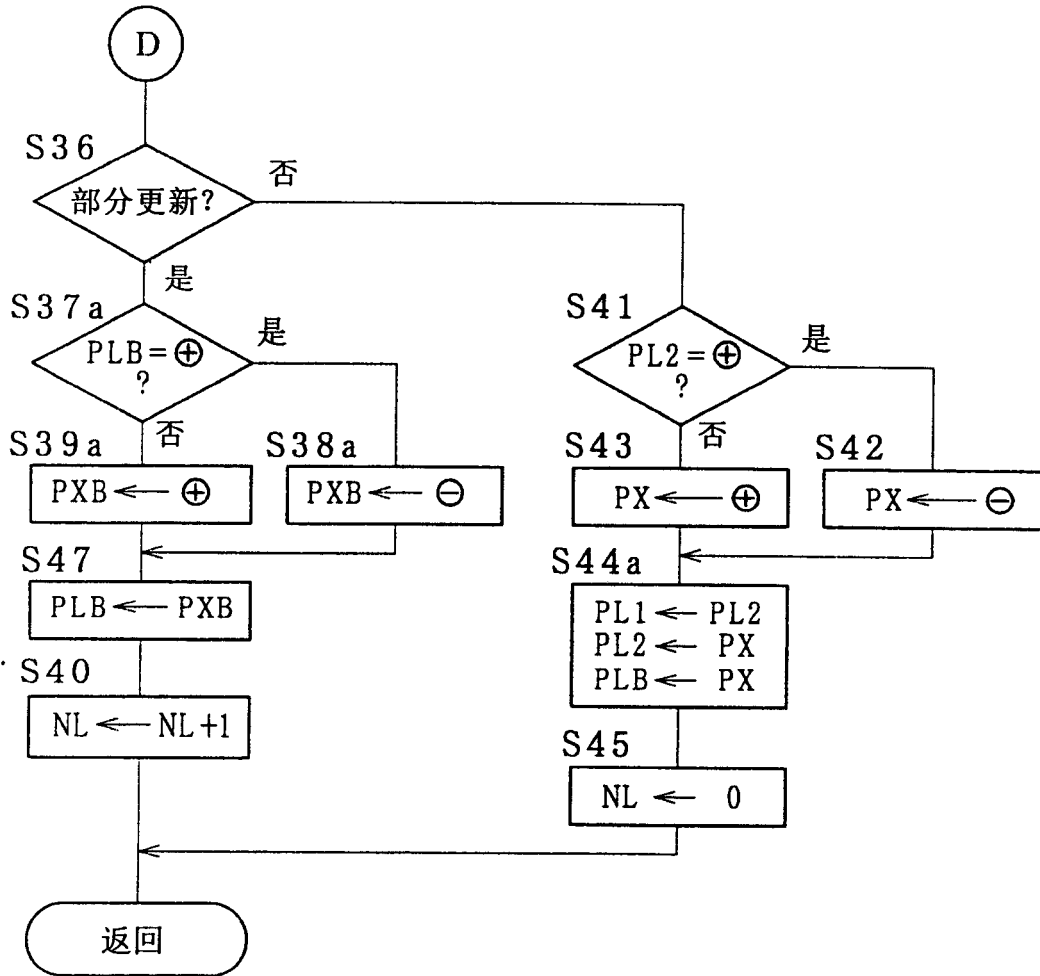 D
S36
部分更新?
否
是
S37a
PLB=⊕
?
是
否
S39a
PXB← ⊕
S38a
PXB← ⊖
S47
PLB← PXB
S40
NL← NL+1
S41
PL2=⊕
?
是
否
S43
PX← ⊕
S42
PX← ⊖
S44a
PL1← PL2
PL2← PX
PLB← PX
S45
NL← 0
返回